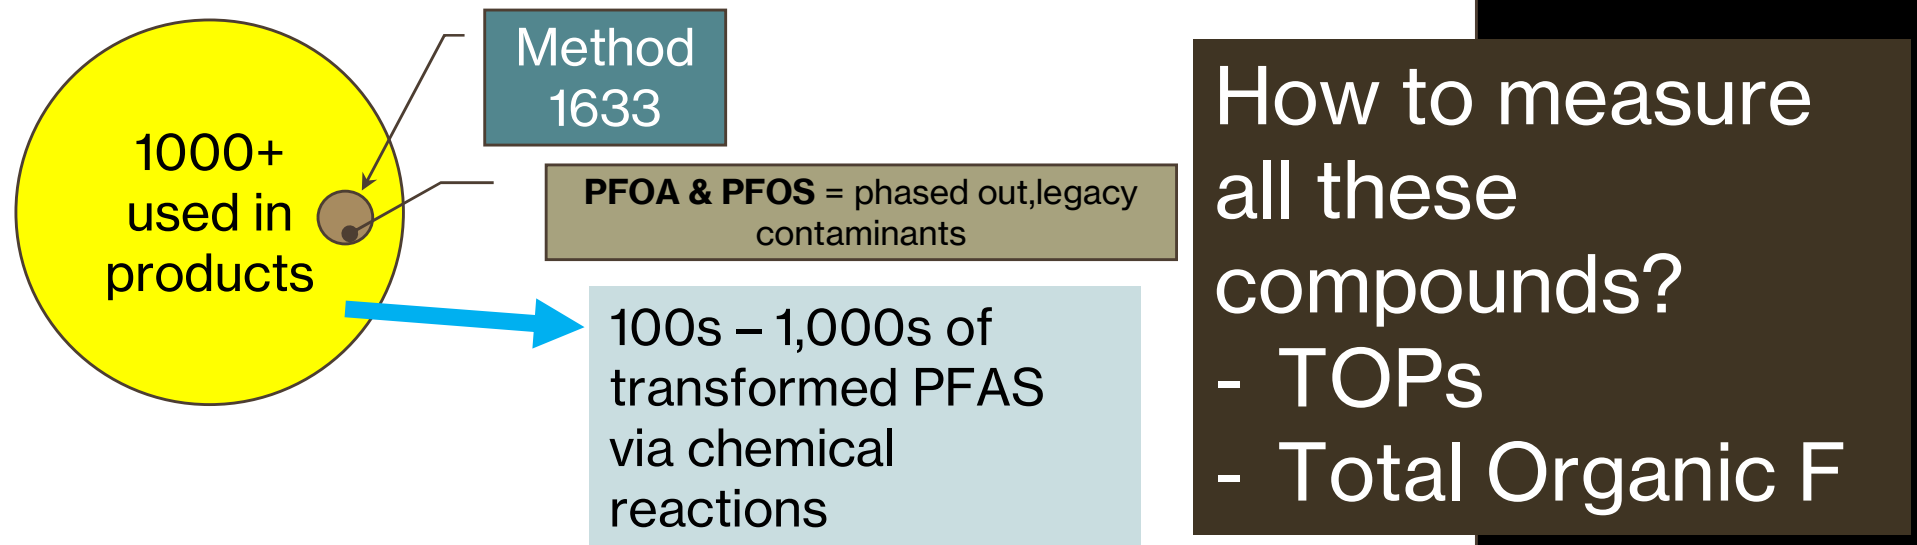 1000+
used in
products
Method
1633
PFOA & PFOS = phased out,legacy
contaminants
100s – 1,000s of
transformed PFAS
via chemical
reactions
How to measure
all these
compounds?
- TOPs
- Total Organic F